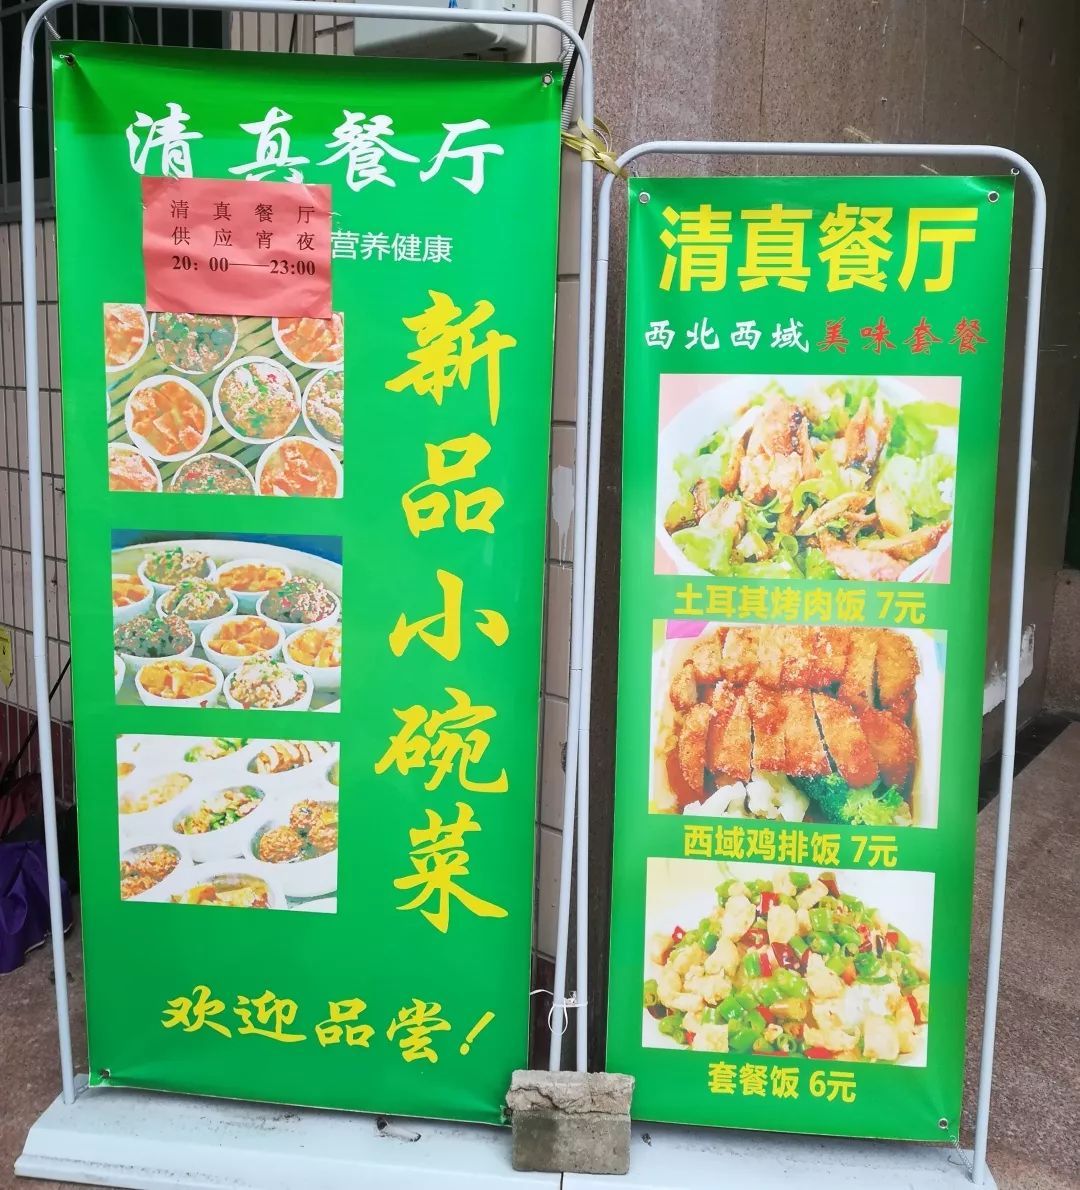 清真餐厅
清真餐厅
供应宵夜
20：00——23:00
营养健康
新品小碗菜
欢迎品尝！
清真餐厅
西北西域美味套餐
土耳其烤肉饭 7元
西域鸡排饭 7元
套餐饭 6元